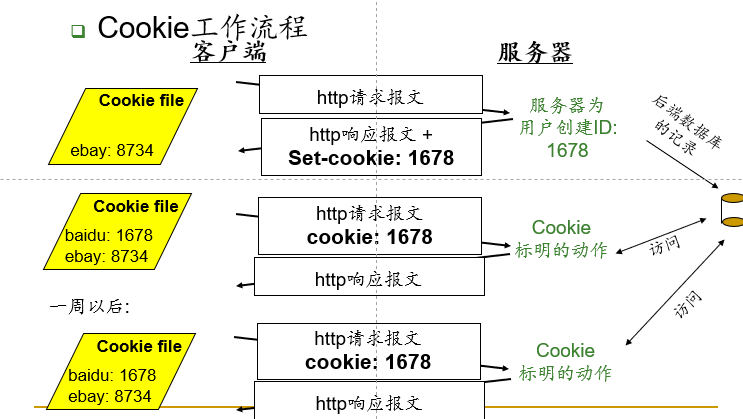 Cookie工作流程
客户端
服务器
Cookie file
ebay: 8734
http请求报文
http响应报文 +
Set-cookie: 1678
服务器为
用户创建ID:
1678
后端数据库
的记录
Cookie file
baidu: 1678
ebay: 8734
http请求报文
cookie: 1678
http响应报文
Cookie
标明的动作
访问
一周以后:
访问
Cookie file
baidu: 1678
ebay: 8734
http请求报文
cookie: 1678
http响应报文
Cookie
标明的动作